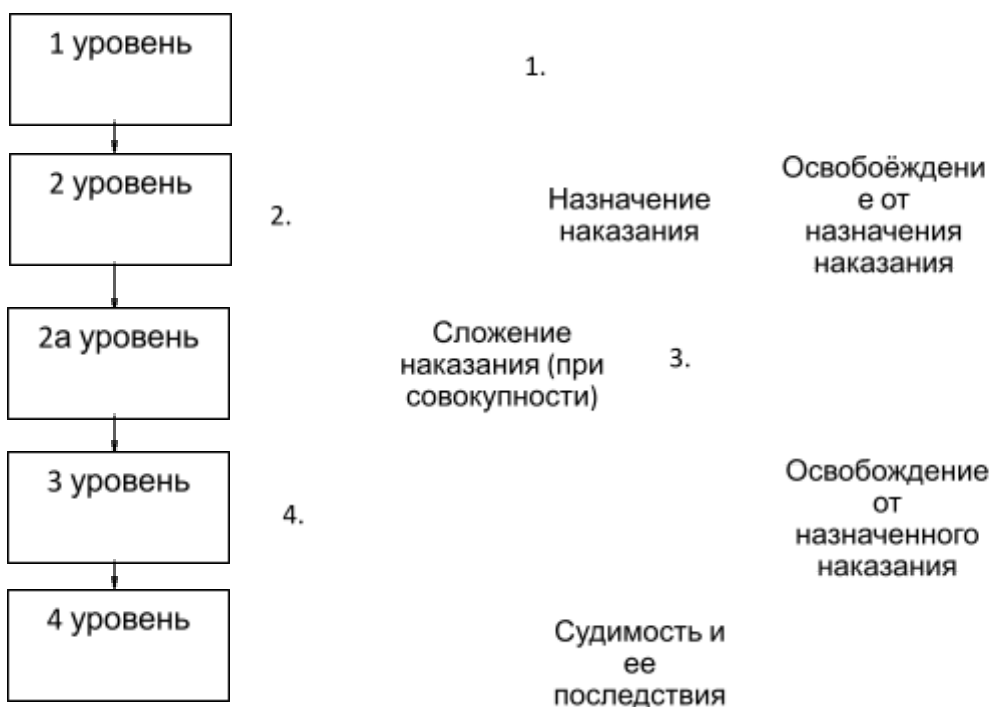 1 уровень
1.
2 уровень
2.
Назначение
наказания
Освобоёждени
е от
назначения
наказания
2а уровень
Сложение
наказания (при
совокупности)
3.
3 уровень
4.
Освобождение
от
назначенного
наказания
4 уровень
Судимость и
ее
последствия